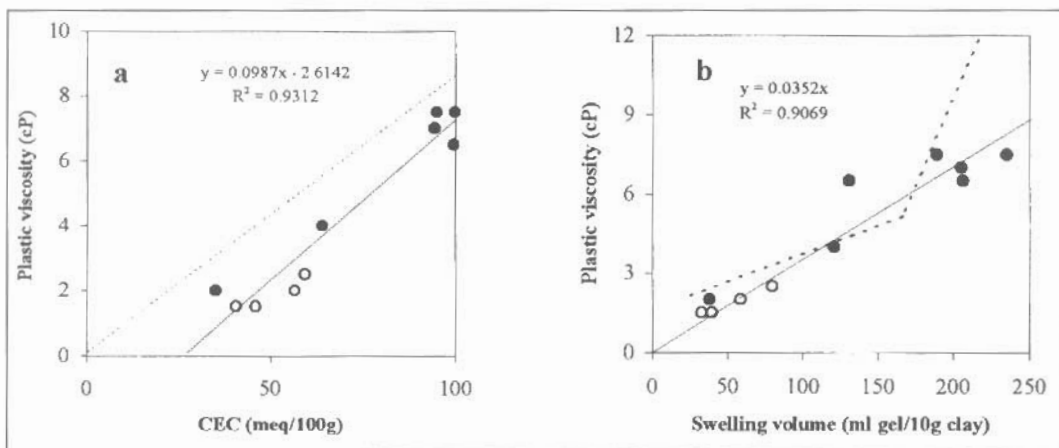 a
y = 0.0987x - 2 6142
R² = 0.9312
Plastic viscosity (cP)
10
8
6
4
2
0
0
50
100
CEC (meq/100g)
b
y = 0.0352x
R² = 0.9069
Plastic viscosity (cP)
12
9
6
3
0
0
50
100
150
200
250
Swelling volume (ml gel/10g clay)